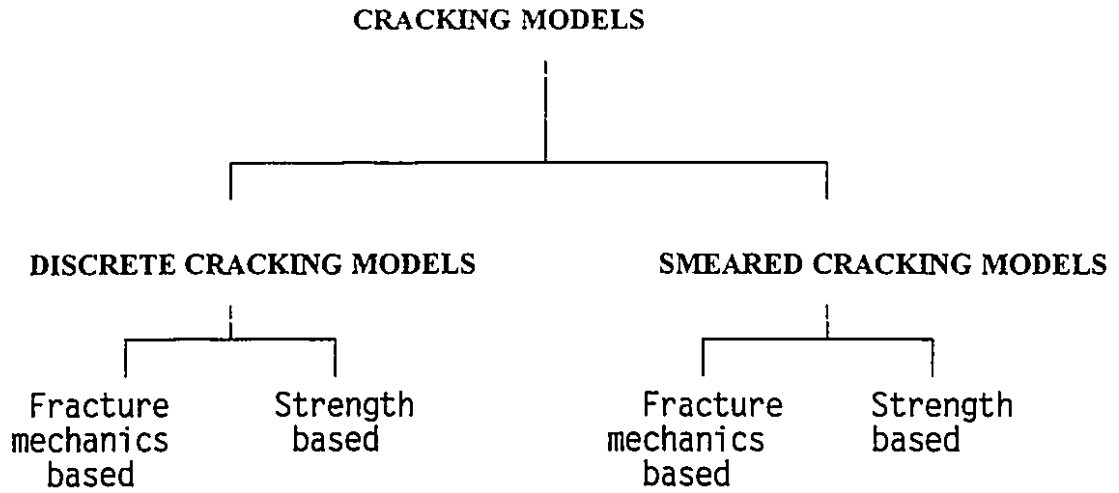 CRACKING MODELS
DISCRETE CRACKING MODELS
SMEARED CRACKING MODELS
Fracture
mechanics
based
Strength
based
Fracture
mechanics
based
Strength
based